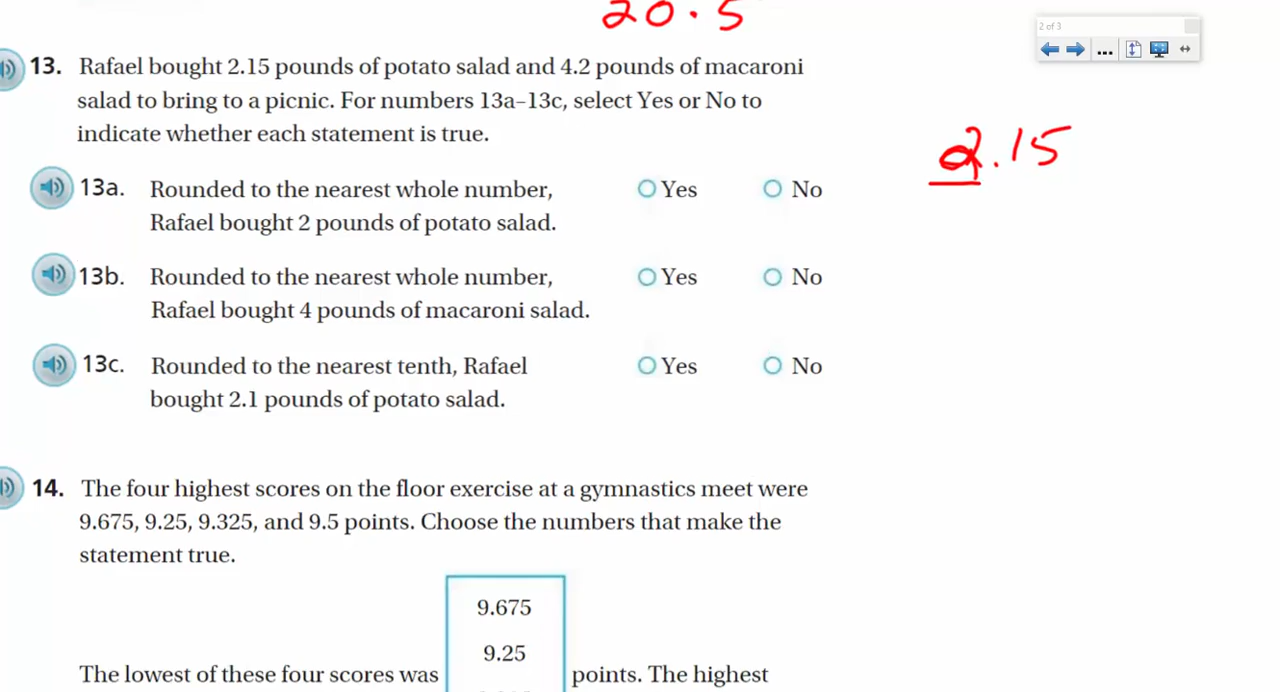 20.5
2 of 3
13. Rafael bought 2.15 pounds of potato salad and 4.2 pounds of macaroni
salad to bring to a picnic. For numbers 13a–13c, select Yes or No to
indicate whether each statement is true.
2.15
13a. Rounded to the nearest whole number, Yes No
Rafael bought 2 pounds of potato salad.
13b. Rounded to the nearest whole number, Yes No
Rafael bought 4 pounds of macaroni salad.
13c. Rounded to the nearest tenth, Rafael Yes No
bought 2.1 pounds of potato salad.
14. The four highest scores on the floor exercise at a gymnastics meet were
9.675, 9.25, 9.325, and 9.5 points. Choose the numbers that make the
statement true.
9.675
9.25
The lowest of these four scores was points. The highest